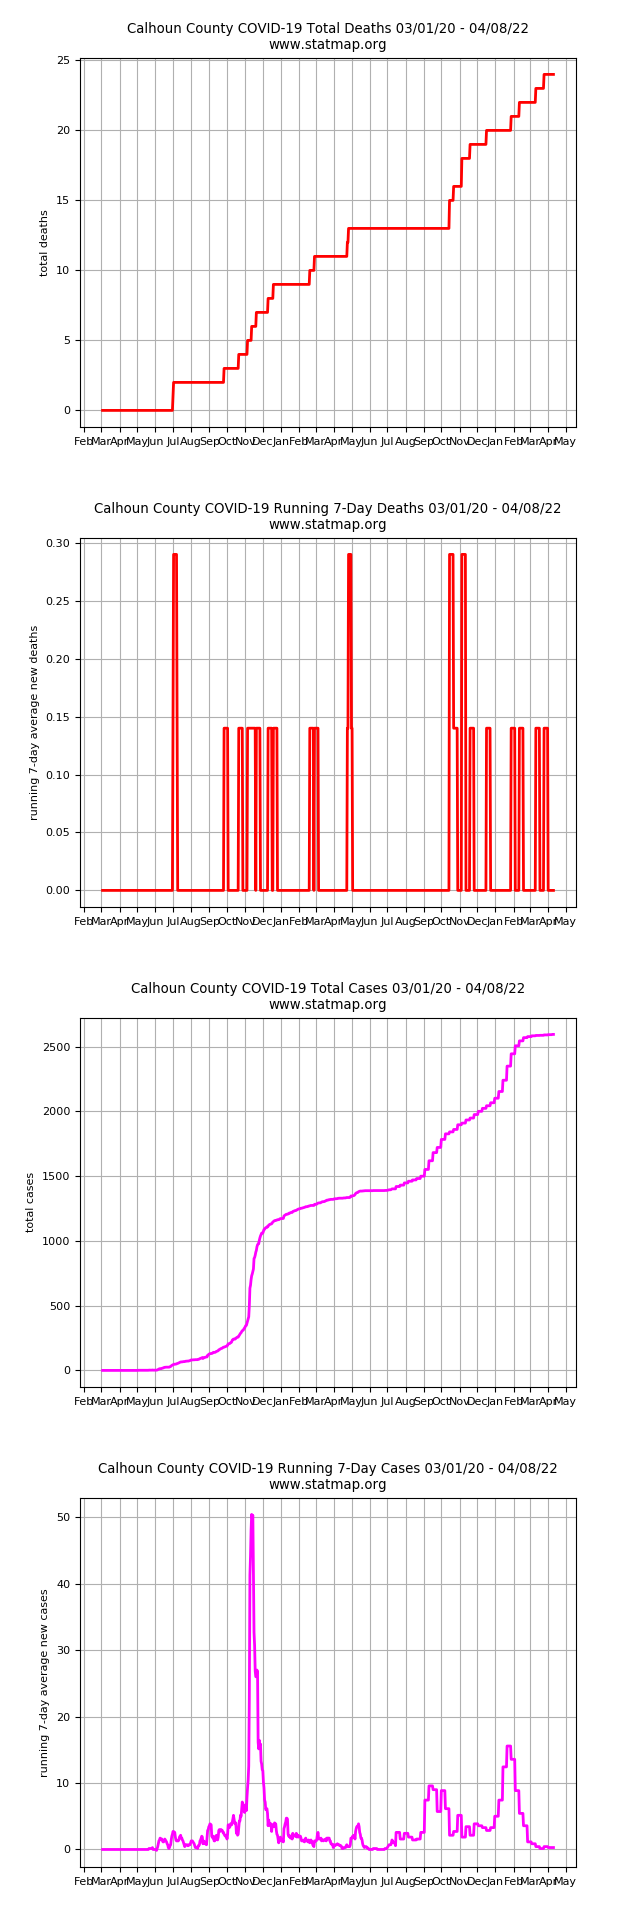 Calhoun County COVID-19 Total Deaths 03/01/20 - 04/08/22
www.statmap.org
25
20
15
10
5
0
total deaths
Feb Mar Apr May Jun Jul Aug Sep Oct Nov Dec Jan Feb Mar Apr May Jun Jul Aug Sep Oct Nov Dec Jan Feb Mar Apr May
Calhoun County COVID-19 Running 7-Day Deaths 03/01/20 - 04/08/22
www.statmap.org
0.30
0.25
0.20
0.15
0.10
0.05
0.00
running 7-day average new deaths
Feb Mar Apr May Jun Jul Aug Sep Oct Nov Dec Jan Feb Mar Apr May Jun Jul Aug Sep Oct Nov Dec Jan Feb Mar Apr May
Calhoun County COVID-19 Total Cases 03/01/20 - 04/08/22
www.statmap.org
2500
2000
1500
1000
500
0
total cases
Feb Mar Apr May Jun Jul Aug Sep Oct Nov Dec Jan Feb Mar Apr May Jun Jul Aug Sep Oct Nov Dec Jan Feb Mar Apr May
Calhoun County COVID-19 Running 7-Day Cases 03/01/20 - 04/08/22
www.statmap.org
50
40
30
20
10
0
running 7-day average new cases
Feb Mar Apr May Jun Jul Aug Sep Oct Nov Dec Jan Feb Mar Apr May Jun Jul Aug Sep Oct Nov Dec Jan Feb Mar Apr May